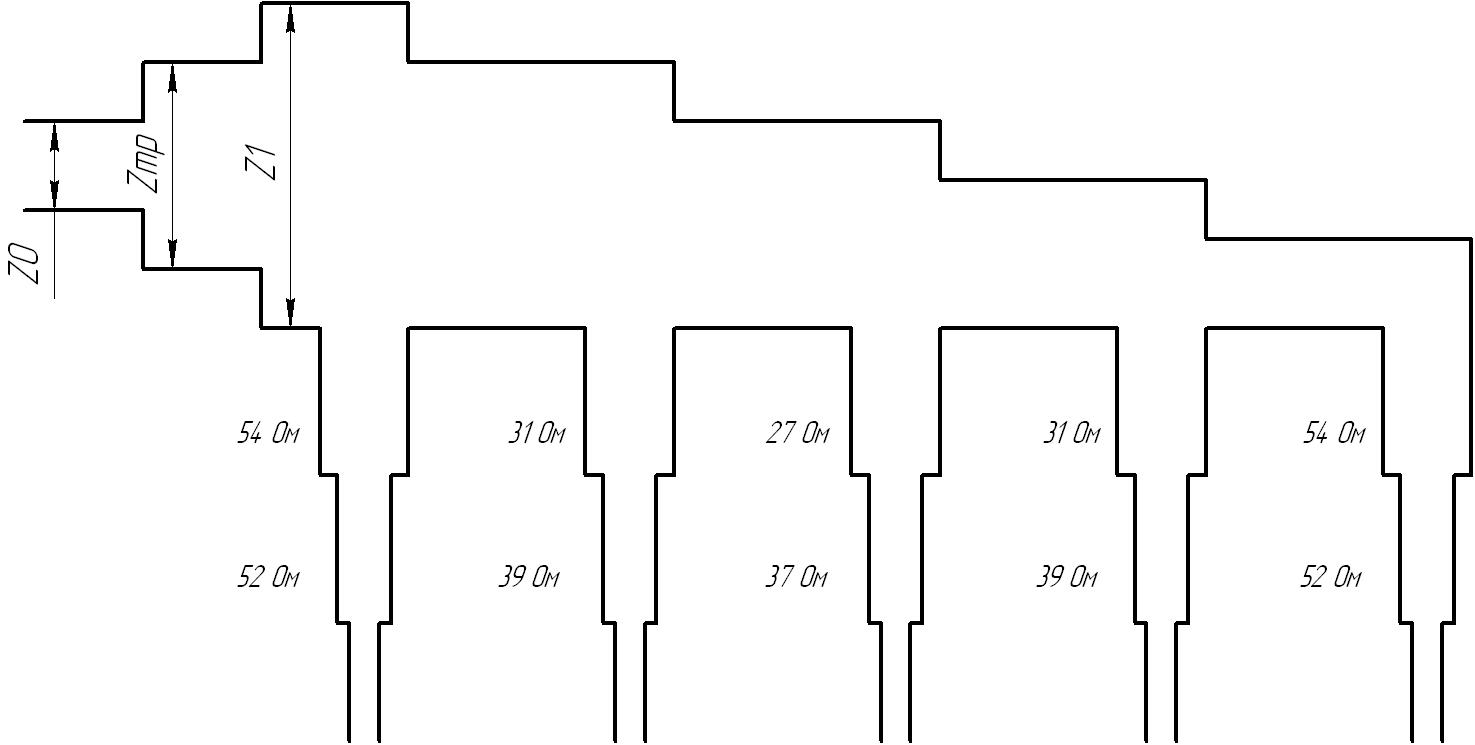 Z0
Zтр
Z1
54 Ом
31 Ом
27 Ом
31 Ом
54 Ом
52 Ом
39 Ом
37 Ом
39 Ом
52 Ом